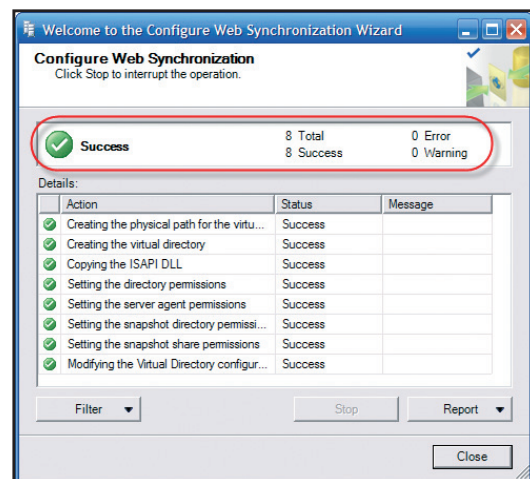 Welcome to the Configure Web Synchronization Wizard
Configure Web Synchronization
Click Stop to interrupt the operation.
Success 8 Total 0 Error
8 Success 0 Warning
Details:
Action Status Message
Creating the physical path for the virtu... Success
Creating the virtual directory Success
Copying the ISAPI DLL Success
Setting the directory permissions Success
Setting the server agent permissions Success
Setting the snapshot directory permissi... Success
Setting the snapshot share permissions Success
Modifying the Virtual Directory configur... Success
Filter Stop Report
Close